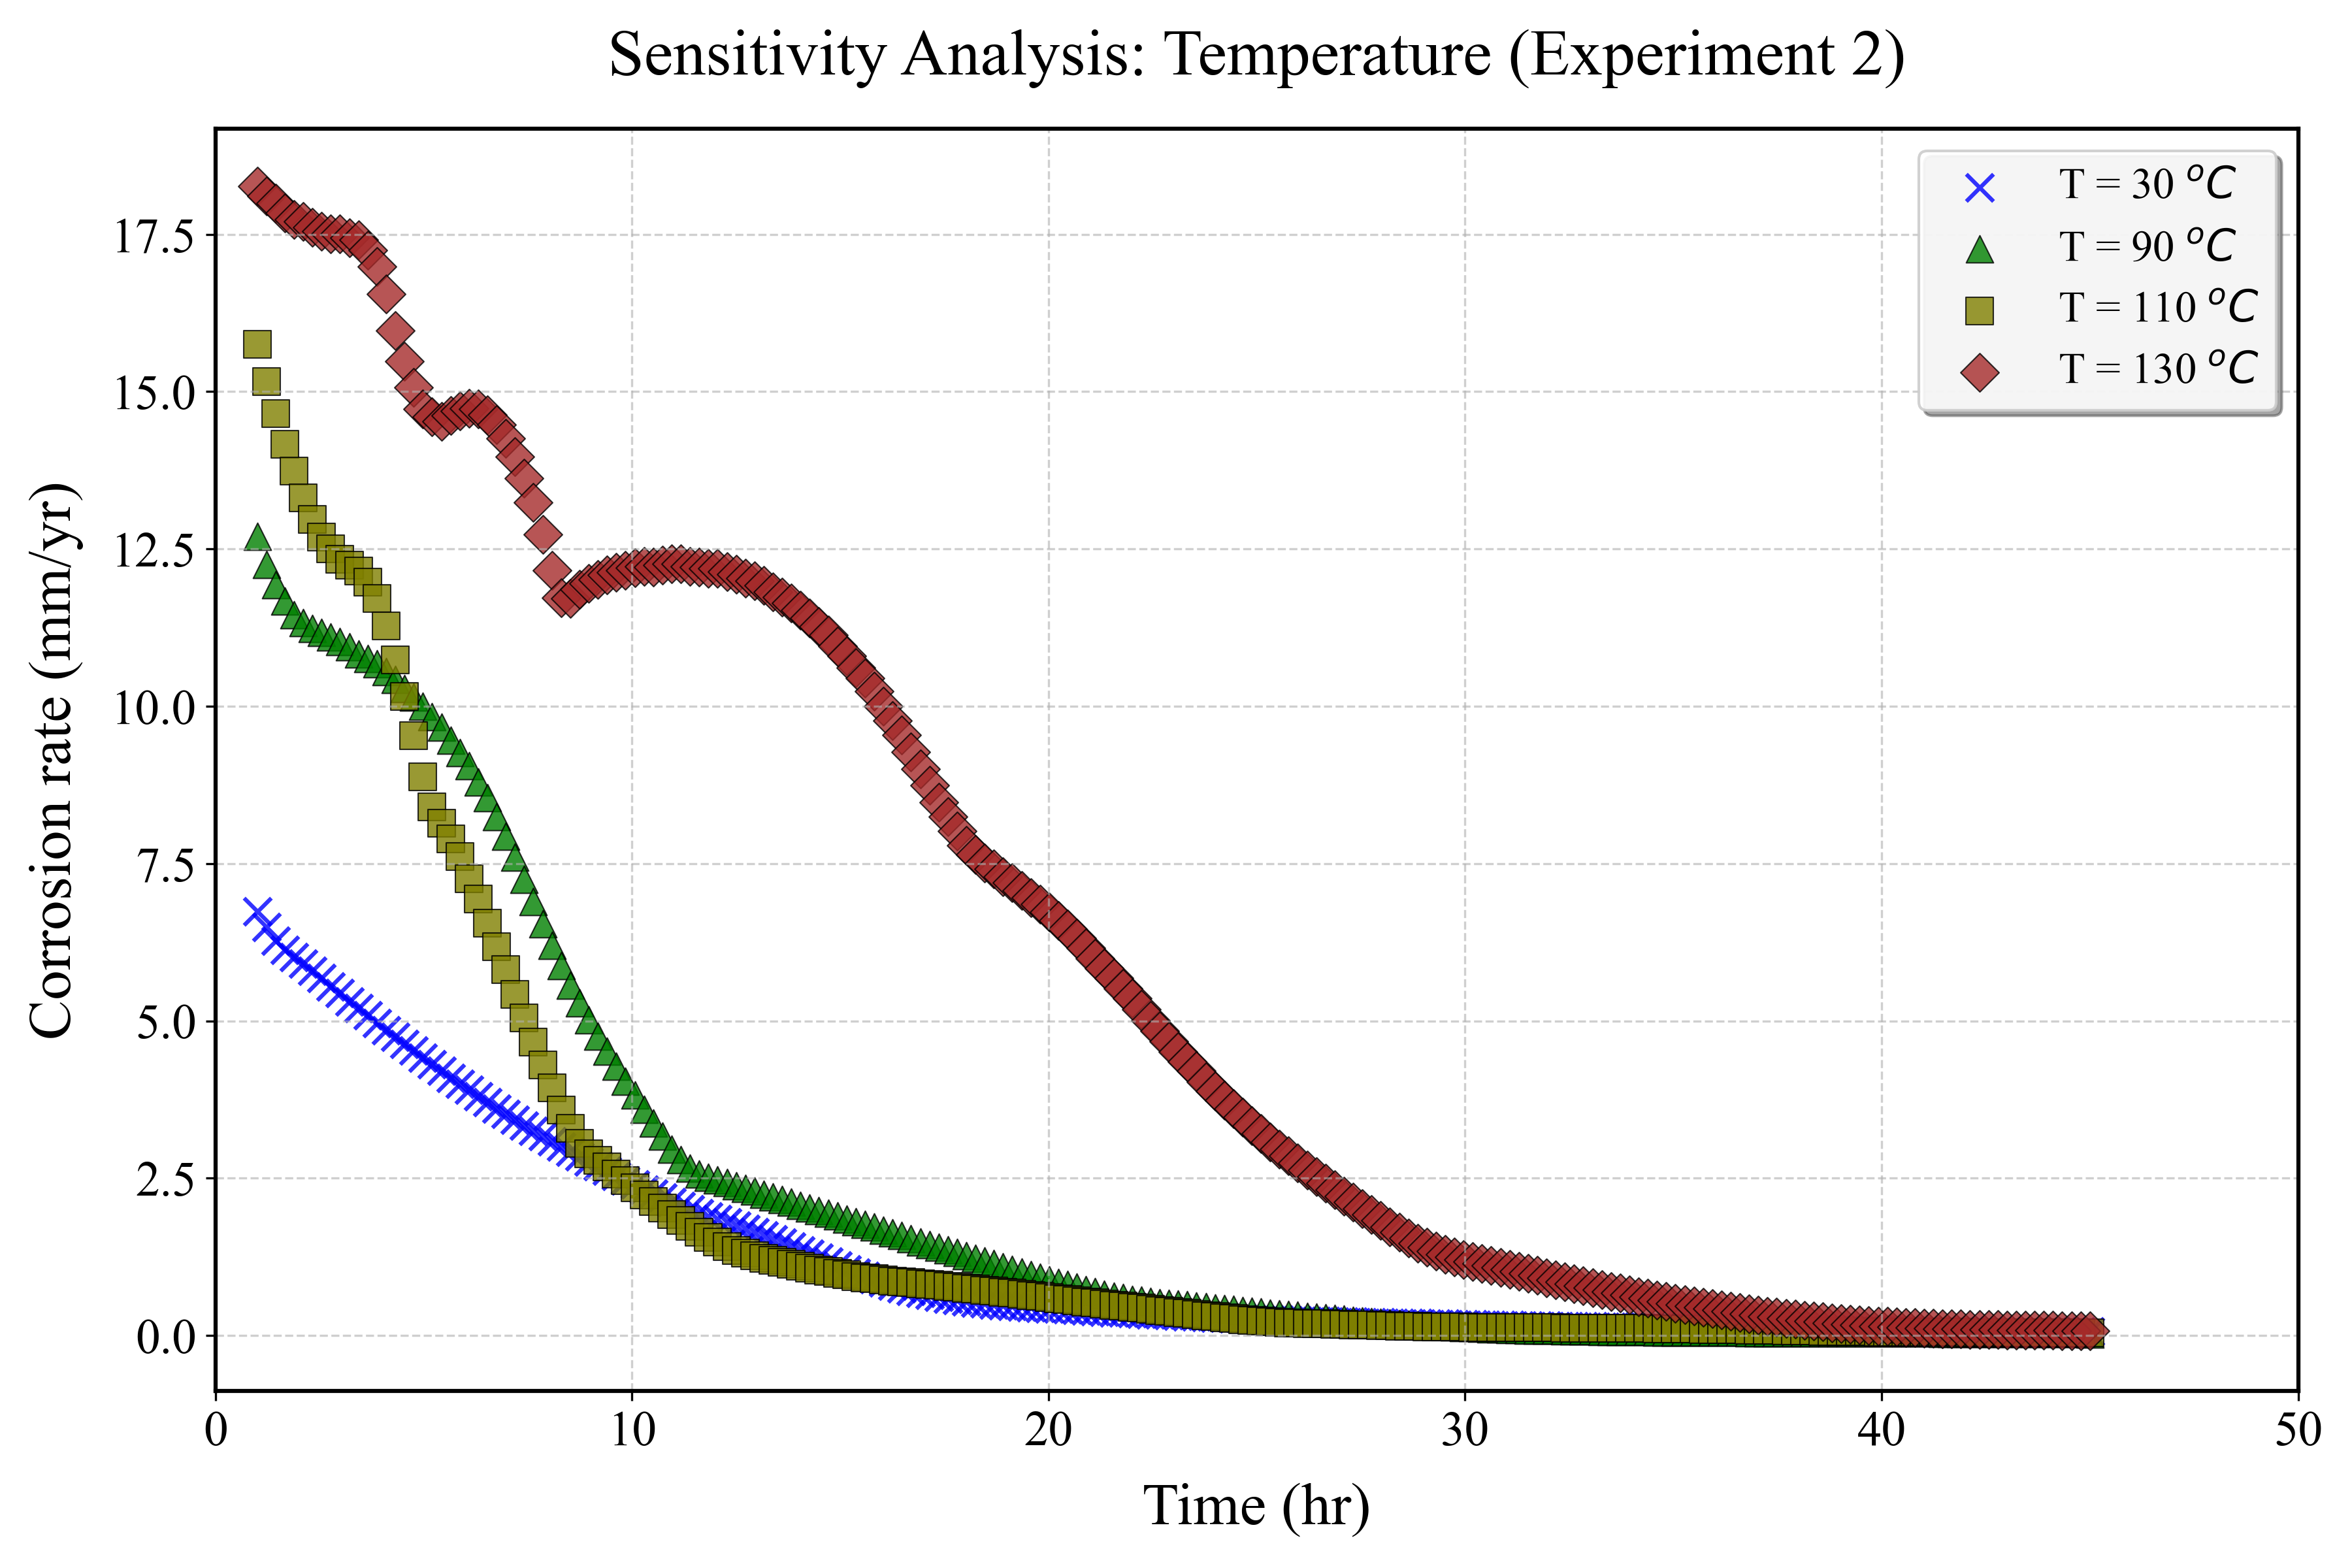 Sensitivity Analysis: Temperature (Experiment 2)
T = 30 °C
T = 90 °C
T = 110 °C
T = 130 °C
17.5
15.0
12.5
10.0
7.5
5.0
2.5
0.0
Corrosion rate (mm/yr)
0 10 20 30 40 50
Time (hr)